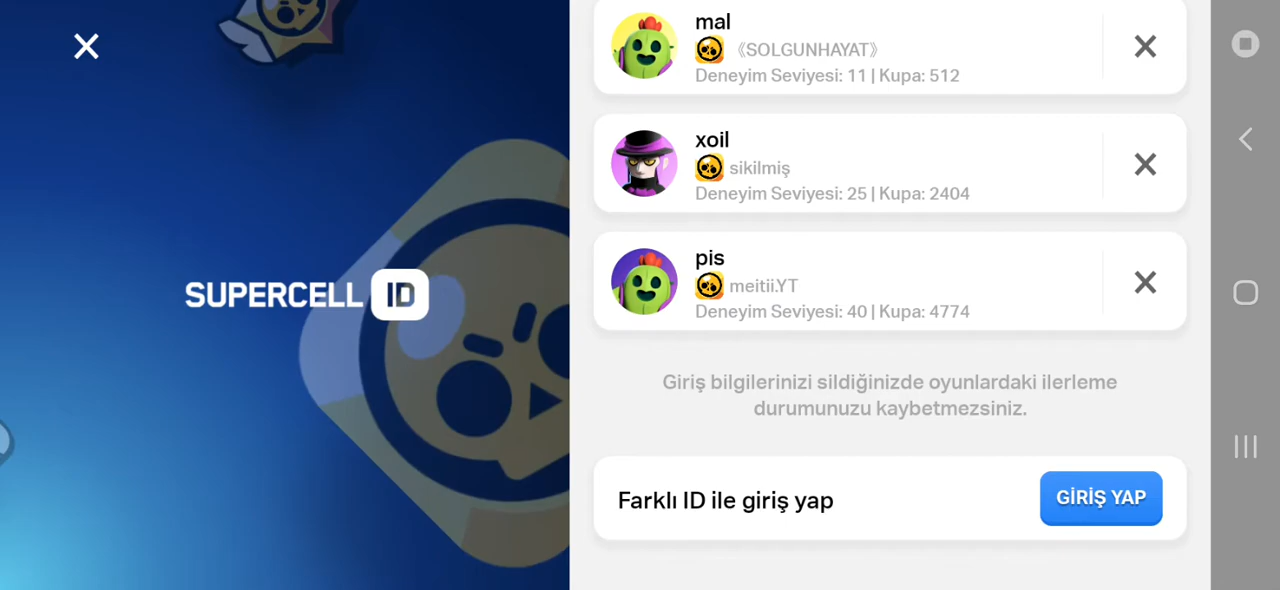 SUPERCELL ID
mal
《SOLGUNHAYAT》
Deneyim Seviyesi: 11 | Kupa: 512
xoil
sikilmiş
Deneyim Seviyesi: 25 | Kupa: 2404
pis
meitii.YT
Deneyim Seviyesi: 40 | Kupa: 4774
Giriş bilgilerinizi sildiğinizde oyunlardaki ilerleme
durumunuzu kaybetmezsiniz.
Farklı ID ile giriş yap
GİRİŞ YAP